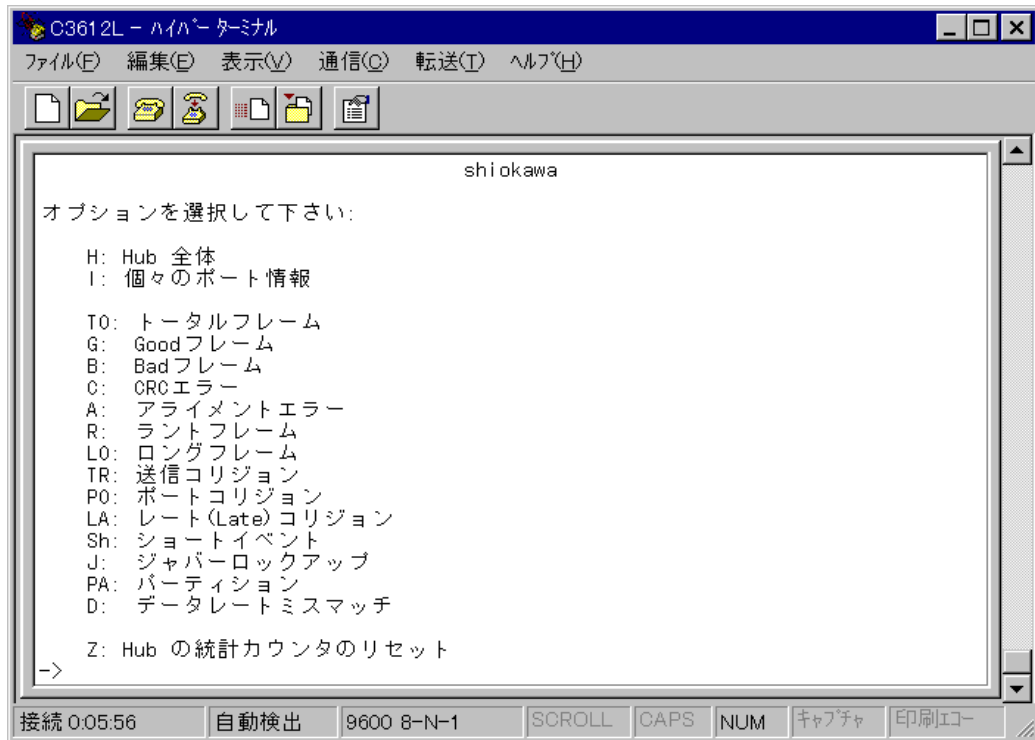 C3612L - ﾊｲﾊﾟｰ ﾀｰﾐﾅﾙ
ﾌｧｲﾙ(F) 編集(E) 表示(V) 通信(C) 転送(T) ﾍﾙﾌﾟ(H)
shiokawa
オプションを選択して下さい:
H: Hub 全体
I: 個々のポート情報
TO: トータルフレーム
G: Goodフレーム
B: Badフレーム
C: CRCエラー
A: アライメントエラー
R: ラントフレーム
LO: ロングフレーム
TR: 送信コリジョン
PO: ポートコリジョン
LA: レート(Late)コリジョン
Sh: ショートイベント
J: ジャバーロックアップ
PA: パーティション
D: データレートミスマッチ
Z: Hub の統計カウンタのリセット
->
接続 0:05:56 自動検出 9600 8-N-1 SCROLL CAPS NUM ｷｬﾌﾟﾁｬ 印刷ｴｺｰ